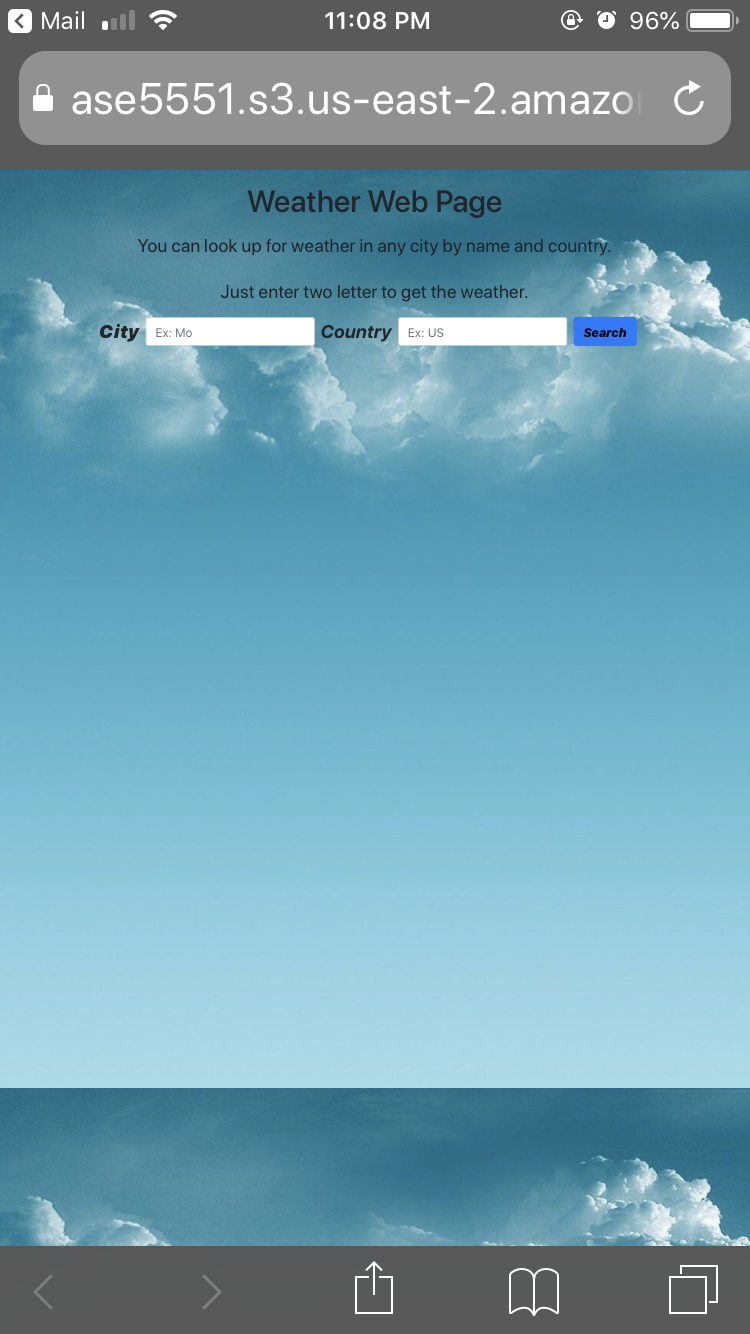 Mail 11:08 PM 96%
ase5551.s3.us-east-2.amazo
Weather Web Page
You can look up for weather in any city by name and country.
Just enter two letter to get the weather.
City Ex: Mo Country Ex: US Search